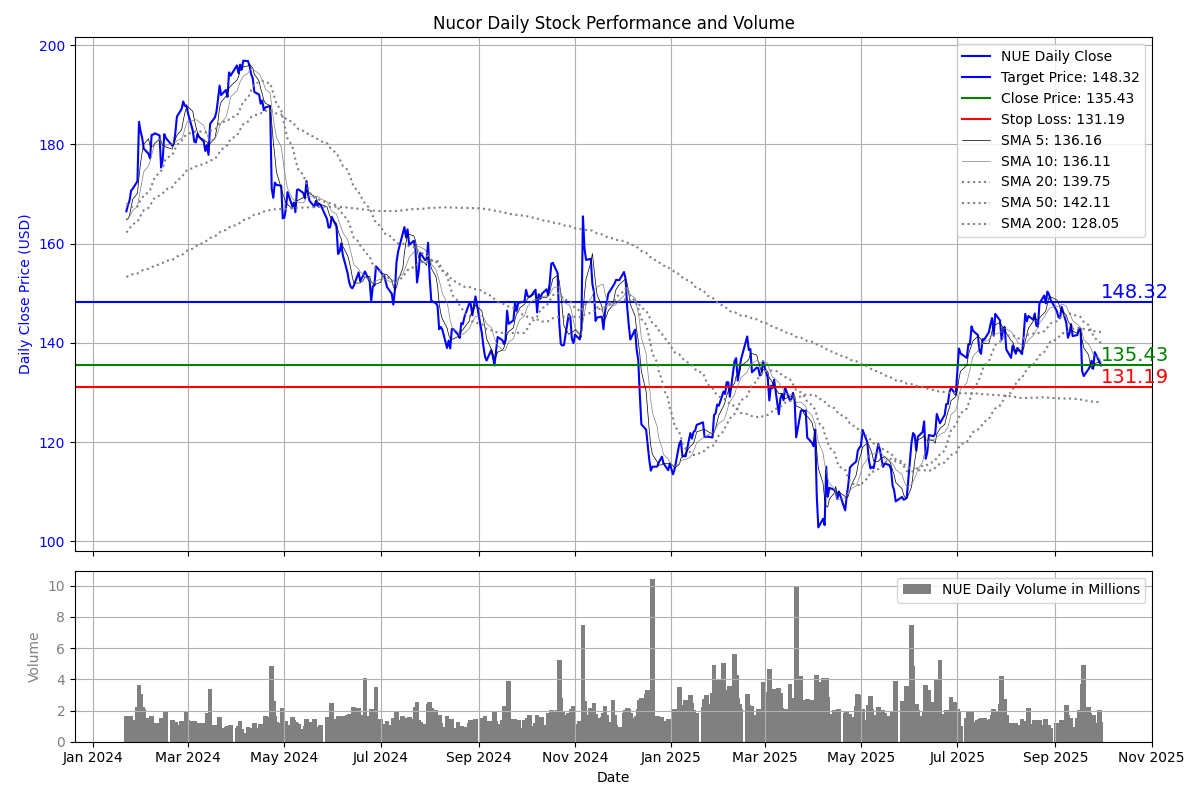 Nucor Daily Stock Performance and Volume
200
180
160
140
120
100
Daily Close Price (USD)
NUE Daily Close
Target Price: 148.32
Close Price: 135.43
Stop Loss: 131.19
SMA 5: 136.16
SMA 10: 136.11
SMA 20: 139.75
SMA 50: 142.11
SMA 200: 128.05
148.32
135.43
131.19
10
8
6
4
2
0
Volume
NUE Daily Volume in Millions
Jan 2024 Mar 2024 May 2024 Jul 2024 Sep 2024 Nov 2024 Jan 2025 Mar 2025 May 2025 Jul 2025 Sep 2025 Nov 2025
Date